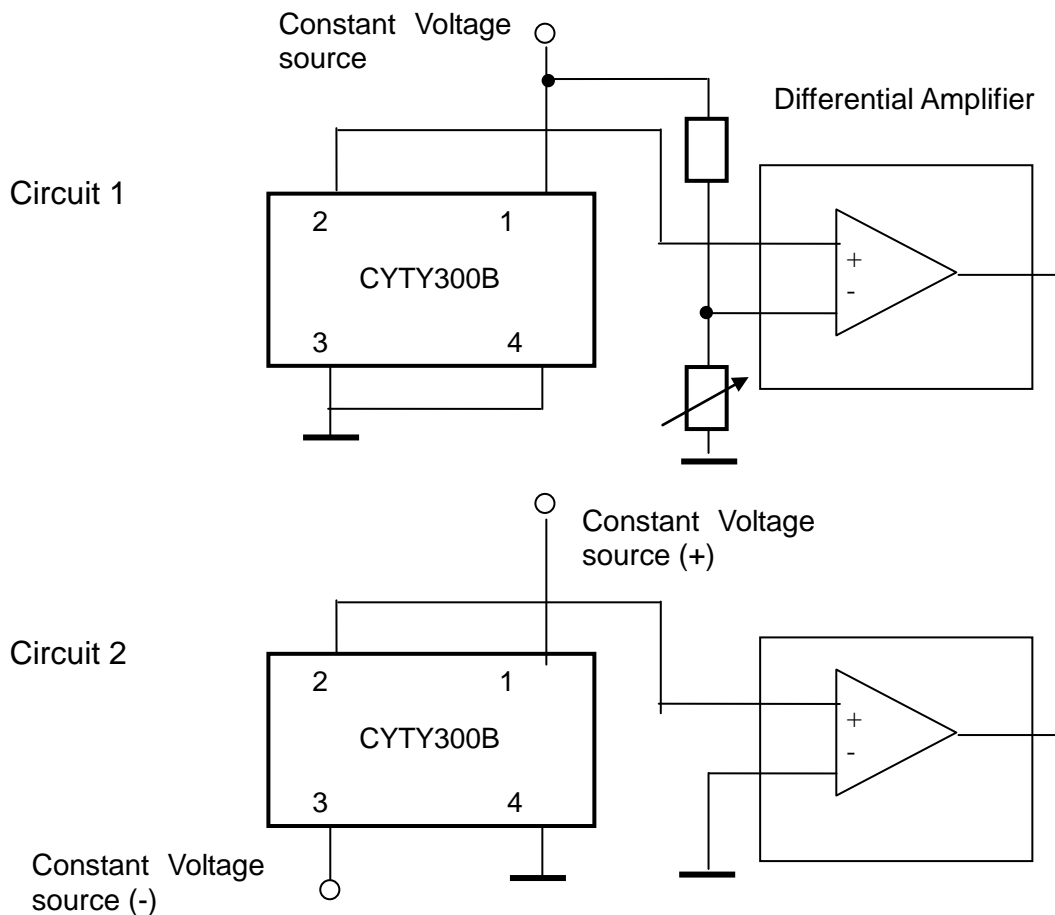 Constant Voltage
source
Differential Amplifier
Circuit 1
2 1
CYTY300B
+
-
3 4
Constant Voltage
source (+)
Circuit 2
2 1
CYTY300B
+
-
3 4
Constant Voltage
source (-)